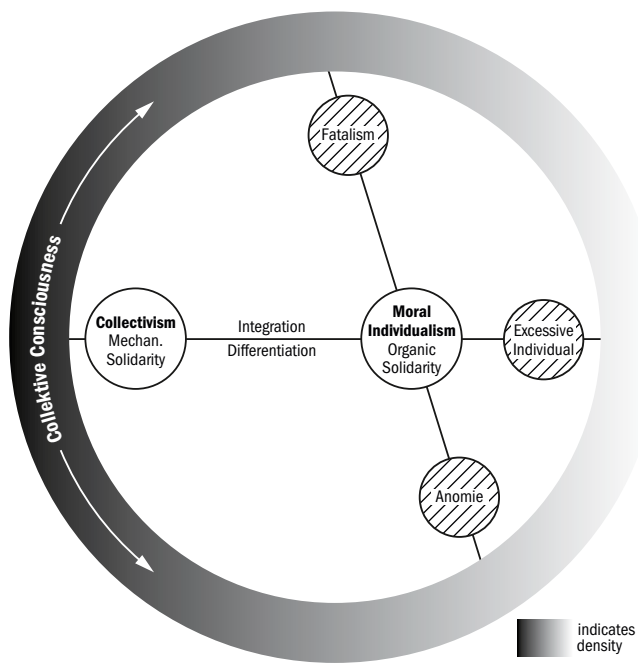 Fatalism
Collektive Consciousness
Collectivism
Mechan.
Solidarity
Integration
Differentiation
Moral
Individualism
Organic
Solidarity
Excessive
Individual
Anomie
indicates
density